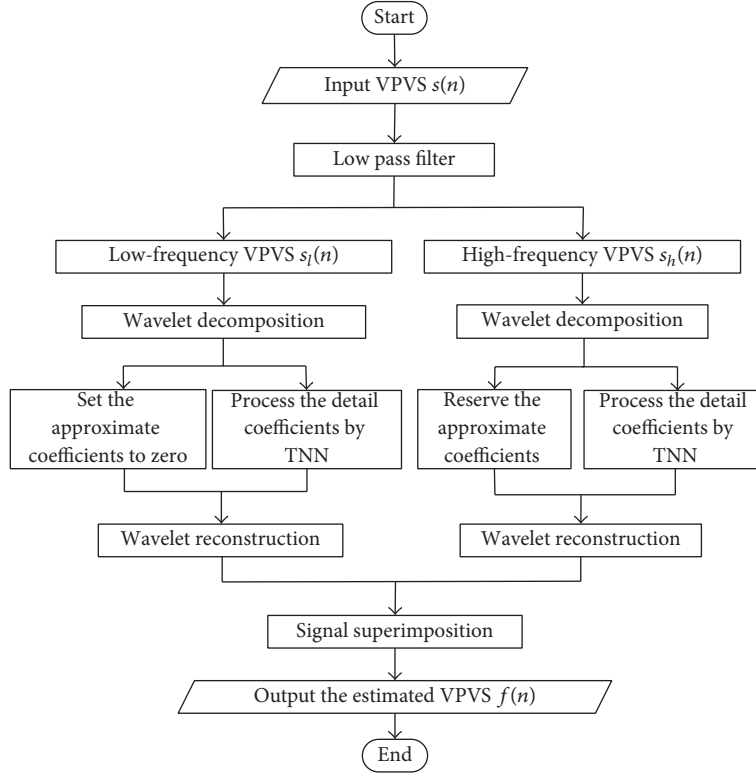 Start
Input VPVS s(n)
Low pass filter
Low-frequency VPVS s_l(n)
High-frequency VPVS s_h(n)
Wavelet decomposition
Wavelet decomposition
Set the
approximate
coefficients to zero
Process the detail
coefficients by
TNN
Reserve the
approximate
coefficients
Process the detail
coefficients by
TNN
Wavelet reconstruction
Wavelet reconstruction
Signal superimposition
Output the estimated VPVS f(n)
End